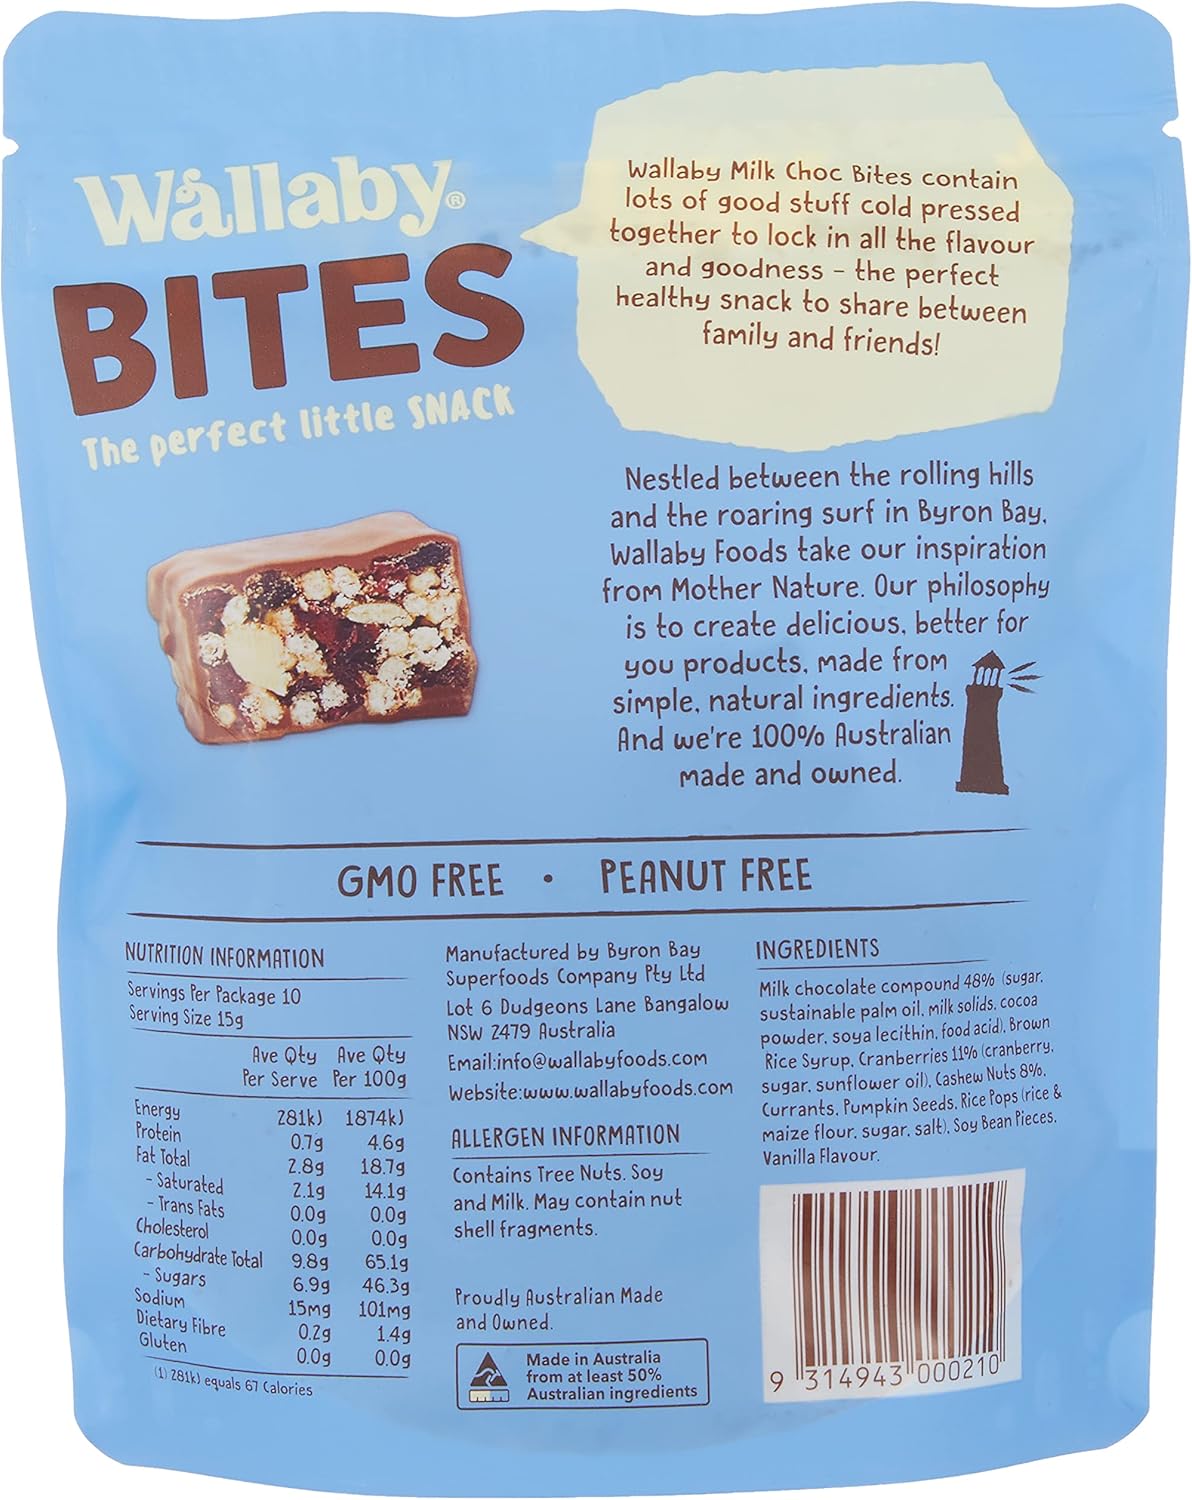 Wallaby®
BITES
The perfect little SNACK
Wallaby Milk Choc Bites contain
lots of good stuff cold pressed
together to lock in all the flavour
and goodness - the perfect
healthy snack to share between
family and friends!
Nestled between the rolling hills
and the roaring surf in Byron Bay,
Wallaby Foods take our inspiration
from Mother Nature. Our philosophy
is to create delicious, better for
you products, made from
simple, natural ingredients.
And we're 100% Australian
made and owned.
GMO FREE • PEANUT FREE
NUTRITION INFORMATION
Servings Per Package 10
Serving Size 15g
Ave Qty Ave Qty
Per Serve Per 100g
Energy 281kJ 1874kJ
Protein 0.7g 4.6g
Fat Total 2.8g 18.7g
- Saturated 2.1g 14.1g
- Trans Fats 0.0g 0.0g
Cholesterol 0.0g 0.0g
Carbohydrate Total 9.8g 65.1g
- Sugars 6.9g 46.3g
Sodium 15mg 101mg
Dietary Fibre 0.2g 1.4g
Gluten 0.0g 0.0g
(1) 281kJ equals 67 Calories
Manufactured by Byron Bay
Superfoods Company Pty Ltd
Lot 6 Dudgeons Lane Bangalow
NSW 2479 Australia
Email:info@wallabyfoods.com
Website:www.wallabyfoods.com
ALLERGEN INFORMATION
Contains Tree Nuts, Soy
and Milk. May contain nut
shell fragments.
Proudly Australian Made
and Owned.
Made in Australia
from at least 50%
Australian ingredients
INGREDIENTS
Milk chocolate compound 48% (sugar,
sustainable palm oil, milk solids, cocoa
powder, soya lecithin, food acid), Brown
Rice Syrup, Cranberries 11% (cranberry,
sugar, sunflower oil), Cashew Nuts 8%,
Currants, Pumpkin Seeds, Rice Pops (rice &
maize flour, sugar, salt), Soy Bean Pieces,
Vanilla Flavour.
9 314943 000210